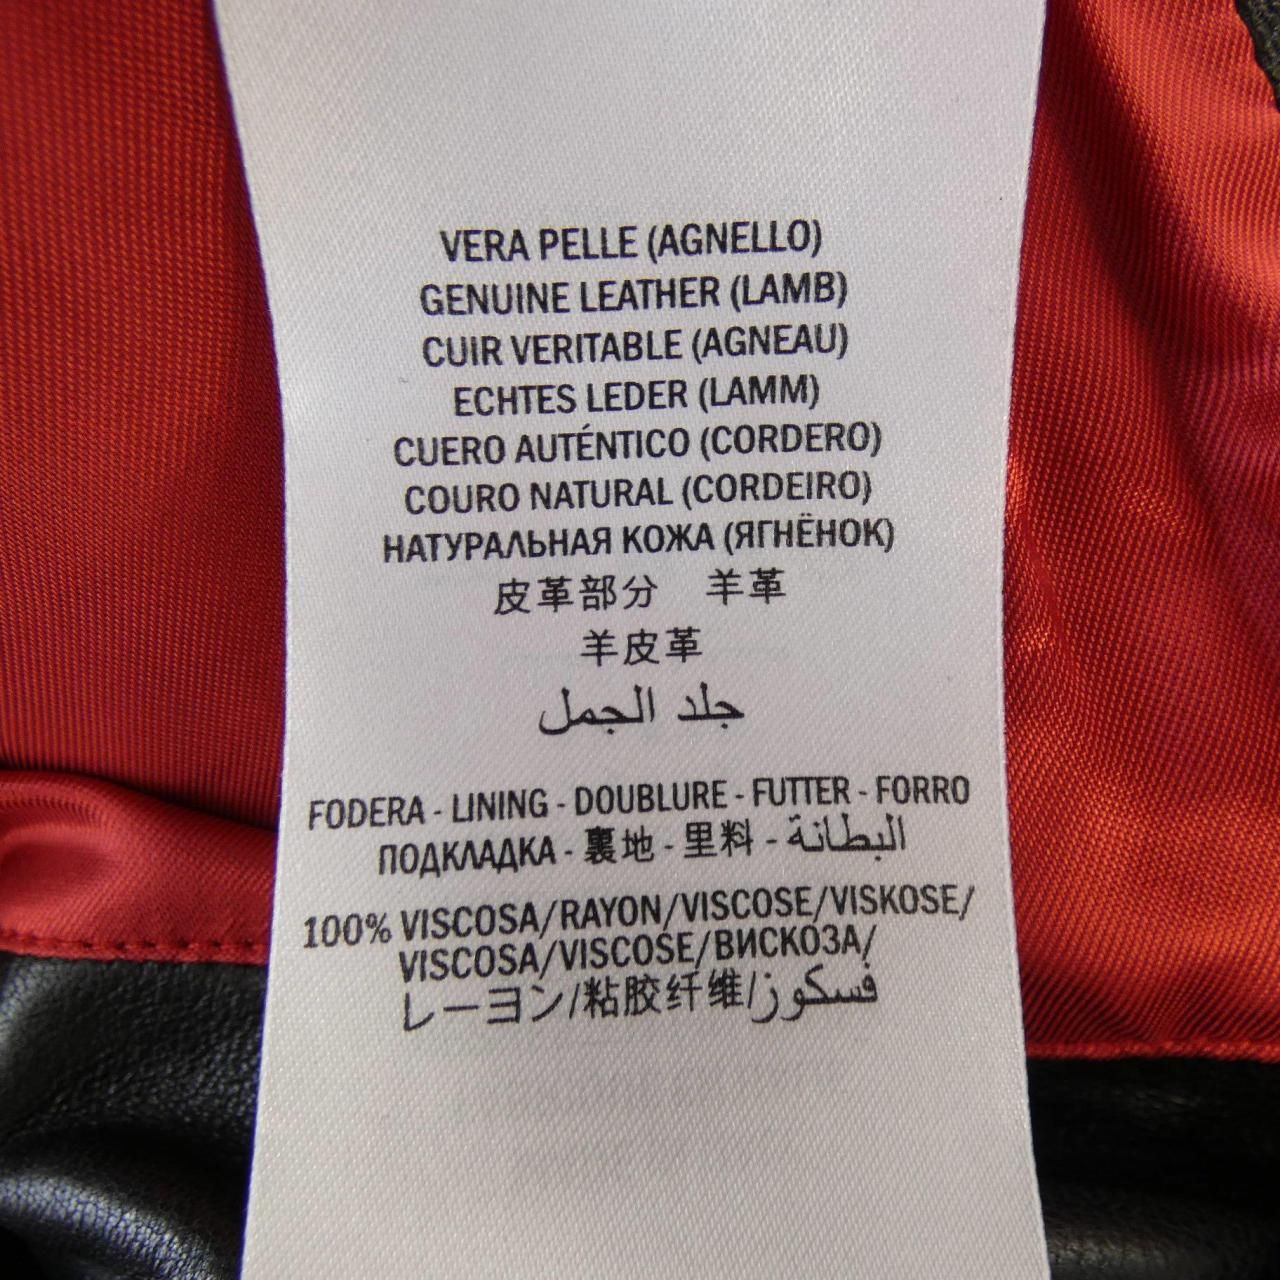 VERA PELLE (AGNELLO)
GENUINE LEATHER (LAMB)
CUIR VERITABLE (AGNEAU)
ECHTES LEDER (LAMM)
CUERO AUTÉNTICO (CORDERO)
COURO NATURAL (CORDEIRO)
НАТУРАЛЬНАЯ КОЖА (ЯГНЁНОК)
皮革部分　羊革
羊皮革
جلد الجمل
FODERA - LINING - DOUBLURE - FUTTER - FORRO
ПОДКЛАДКА - 裏地 - 里料 - البطانة
100% VISCOSA/RAYON/VISCOSE/VISKOSE/
VISCOSA/VISCOSE/ВИСКОЗА/
レーヨン/粘胶纤维/فسكوز